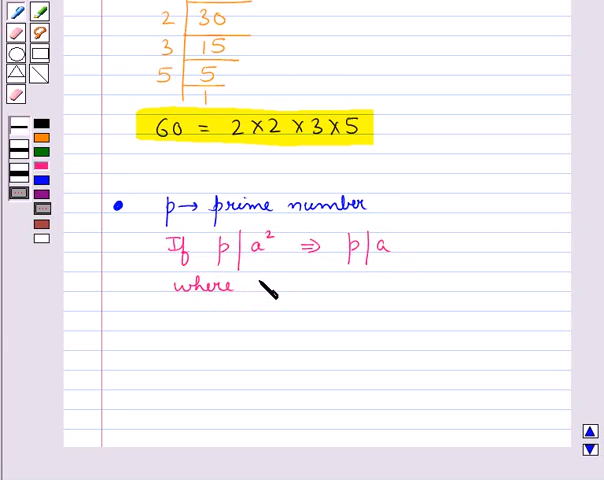 2 30
3 15
5 5
1
60 = 2 × 2 × 3 × 5
• p → prime number
If p | a² ⇒ p | a
where